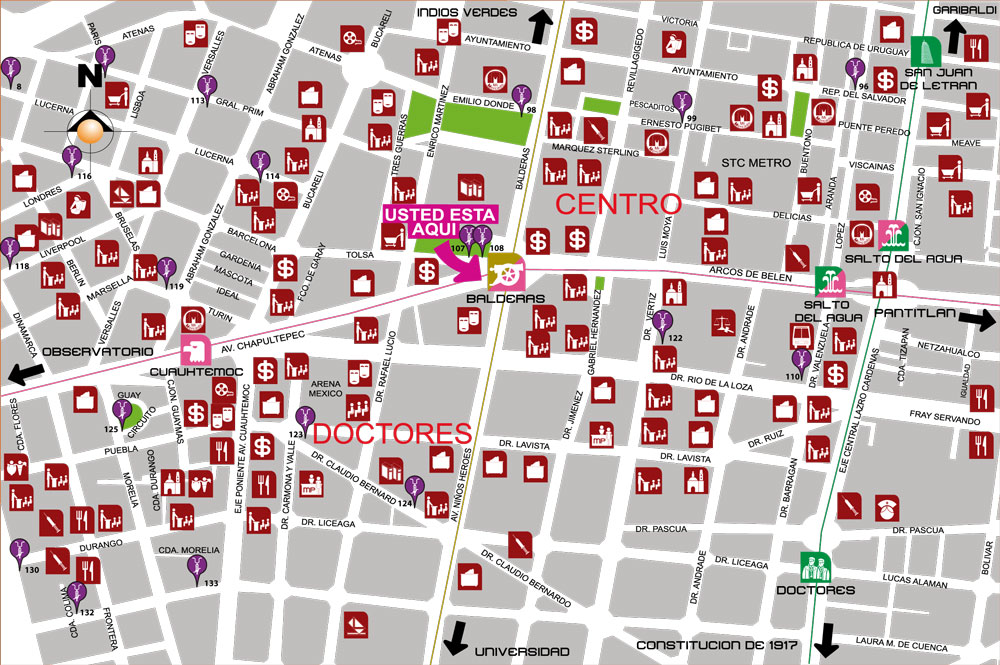 INDIOS VERDES
GARIBALDI
PARIS
ATENAS
VERSALLES
ABRAHAM GONZALEZ
ATENAS
BUCARELI
AYUNTAMIENTO
VICTORIA
REVILLAGIGEDO
REPUBLICA DE URUGUAY
SAN JUAN
DE LETRAN
8
N
LUCERNA
LISBOA
113
GRAL. PRIM
EMILIO DONDE
98
AYUNTAMIENTO
PESCADITOS
99
ERNESTO PUGIBET
96
REP. DEL SALVADOR
PUENTE PEREDO
MEAVE
TRES GUERRAS
ENRICO MARTINEZ
BALDERAS
MARQUEZ STERLING
BUENTONO
STC METRO
VISCAINAS
116
LUCERNA
114
BUCARELI
LONDRES
BRUSELAS
CENTRO
LUIS MOYA
DELICIAS
ARANDA
LOPEZ
CJON. SAN IGNACIO
USTED ESTA
AQUI
107
108
LIVERPOOL
118
BERLIN
MARSELLA
119
VERSALLES
ABRAHAM GONZALEZ
BARCELONA
GARDENIA
MASCOTA
IDEAL
TURIN
FCO. DE GARAY
TOLSA
SALTO DEL AGUA
ARCOS DE BELEN
BALDERAS
SALTO
DEL AGUA
PANTITLAN
DINAMARCA
OBSERVATORIO
AV. CHAPULTEPEC
CUAUHTEMOC
DR. RAFAEL LUCIO
GABRIEL HERNANDEZ
DR. VERTIZ
122
DR. ANDRADE
110
DR. VALENZUELA
EJE CENTRAL LAZRO CARDENAS
CDA. TIZAPAN
NETZAHUALCO
IGUALDAD
CDA. FLORES
GUAY
125
CIRCUITO
CJON. GUAYMAS
ARENA
MEXICO
DR. RIO DE LA LOZA
FRAY SERVANDO
PUEBLA
MORELIA
CDA. DURANGO
EJE PONIENTE AV. CUAUHTEMOC
123
DOCTORES
DR. CARMONA Y VALLE
DR. CLAUDIO BERNARD
124
AV. NIÑOS HEROES
DR. LAVISTA
DR. JIMENEZ
MP
DR. LAVISTA
DR. RUIZ
DR. BARRAGAN
MP
DR. LICEAGA
DR. PASCUA
DR. PASCUA
130
DURANGO
CDA. MORELIA
133
132
CDA. COLIMA
FRONTERA
DR. CLAUDIO BERNARDO
DR. ANDRADE
DR. LICEAGA
DOCTORES
LUCAS ALAMAN
BOLIVAR
UNIVERSIDAD
CONSTITUCION DE 1917
LAURA M. DE CUENCA